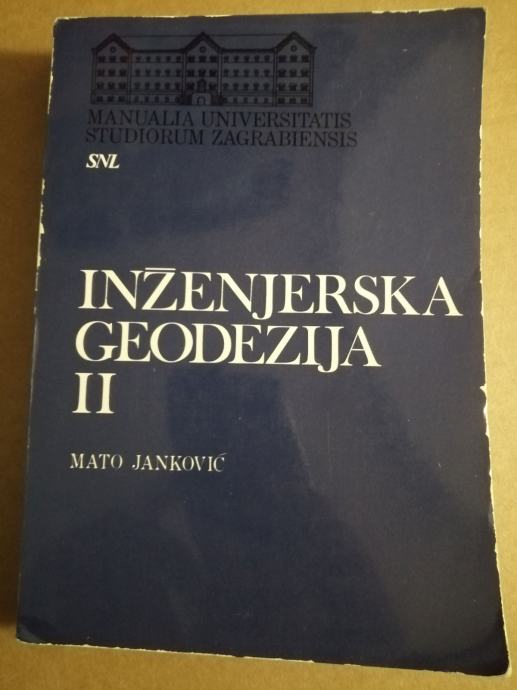 MANUALIA UNIVERSITATIS
STUDIORUM ZAGRABIENSIS
SNL
INŽENJERSKA
GEODEZIJA
II
MATO JANKOVIĆ